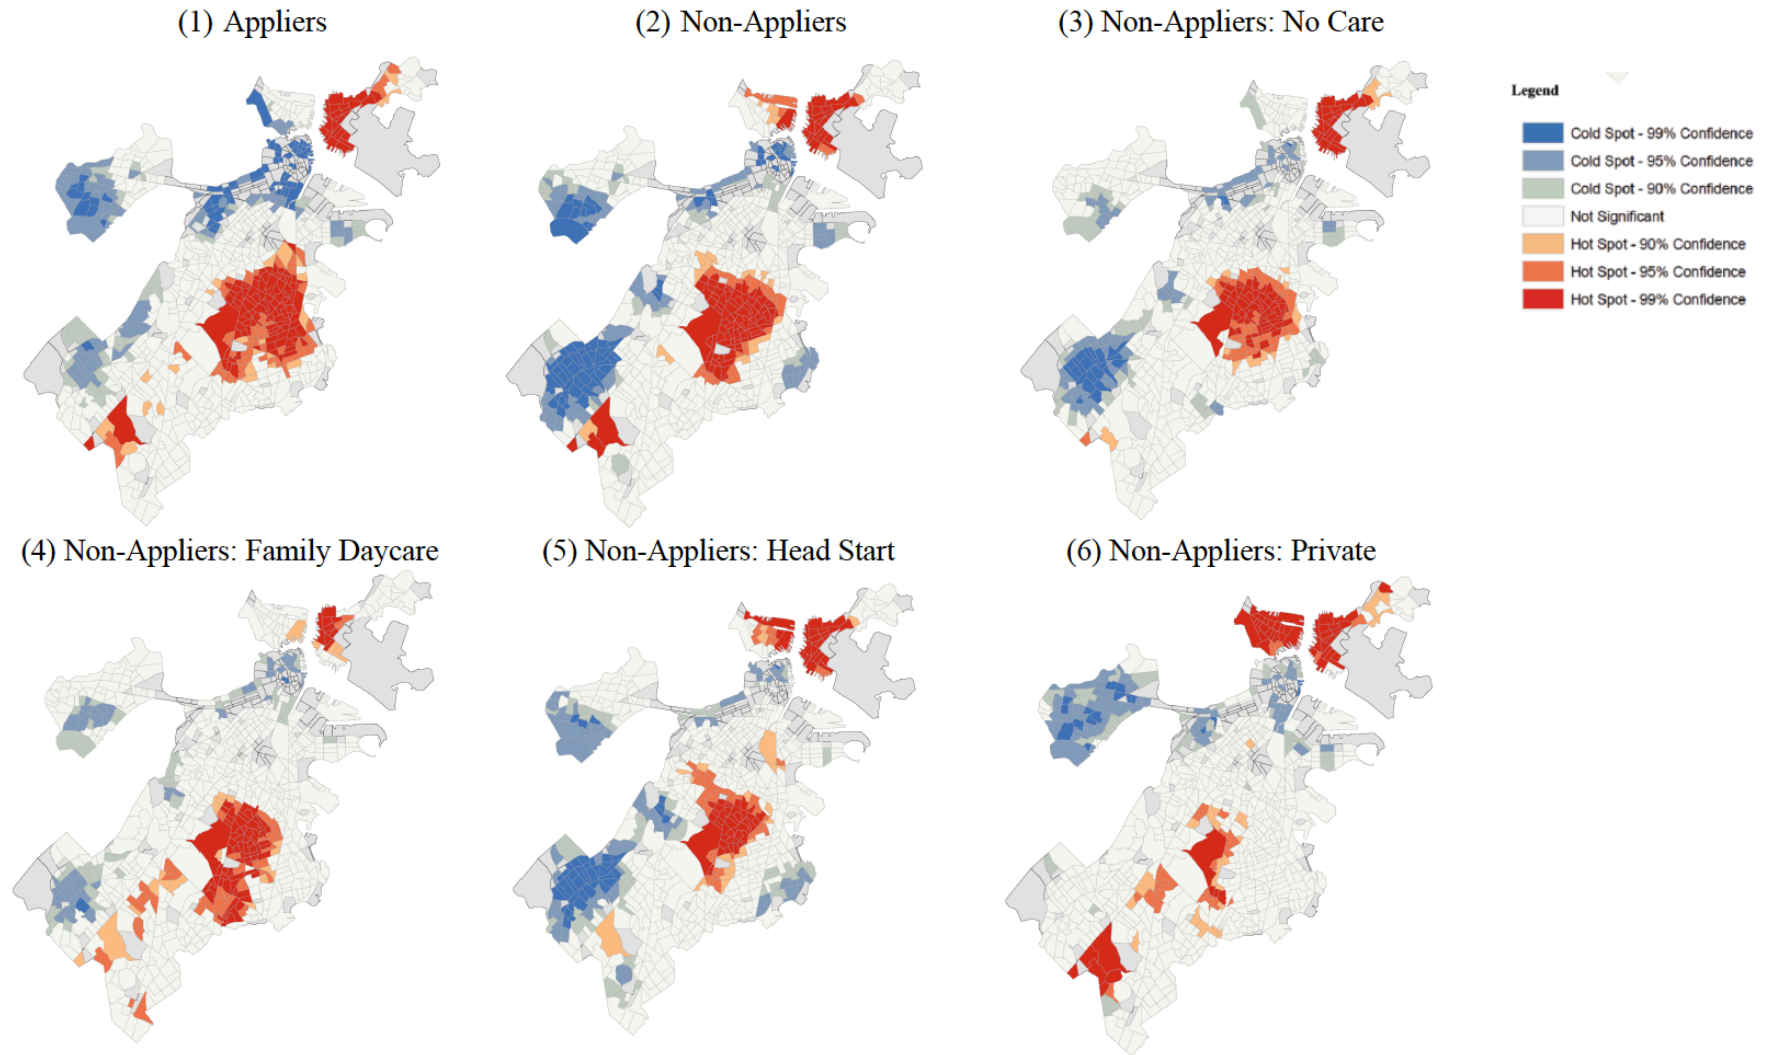 (1) Appliers
(2) Non-Appliers
(3) Non-Appliers: No Care
Legend
Cold Spot - 99% Confidence
Cold Spot - 95% Confidence
Cold Spot - 90% Confidence
Not Significant
Hot Spot - 90% Confidence
Hot Spot - 95% Confidence
Hot Spot - 99% Confidence
(4) Non-Appliers: Family Daycare
(5) Non-Appliers: Head Start
(6) Non-Appliers: Private